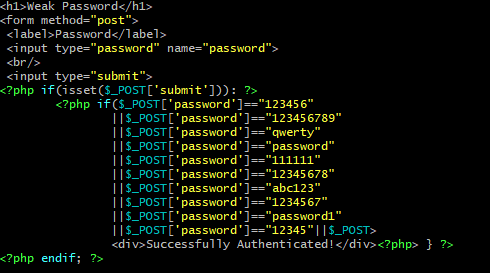 <h1>Weak Password</h1>
<form method="post">
<label>Password</label>
<input type="password" name="password">
<br/>
<input type="submit">
<?php if(isset($_POST['submit'])): ?>
<?php if($_POST['password']=="123456"
||$_POST['password']=="123456789"
||$_POST['password']=="qwerty"
||$_POST['password']=="password"
||$_POST['password']=="111111"
||$_POST['password']=="12345678"
||$_POST['password']=="abc123"
||$_POST['password']=="1234567"
||$_POST['password']=="password1"
||$_POST['password']=="12345"||$_POST>
<div>Successfully Authenticated!</div><?php> } ?>
<?php endif; ?>